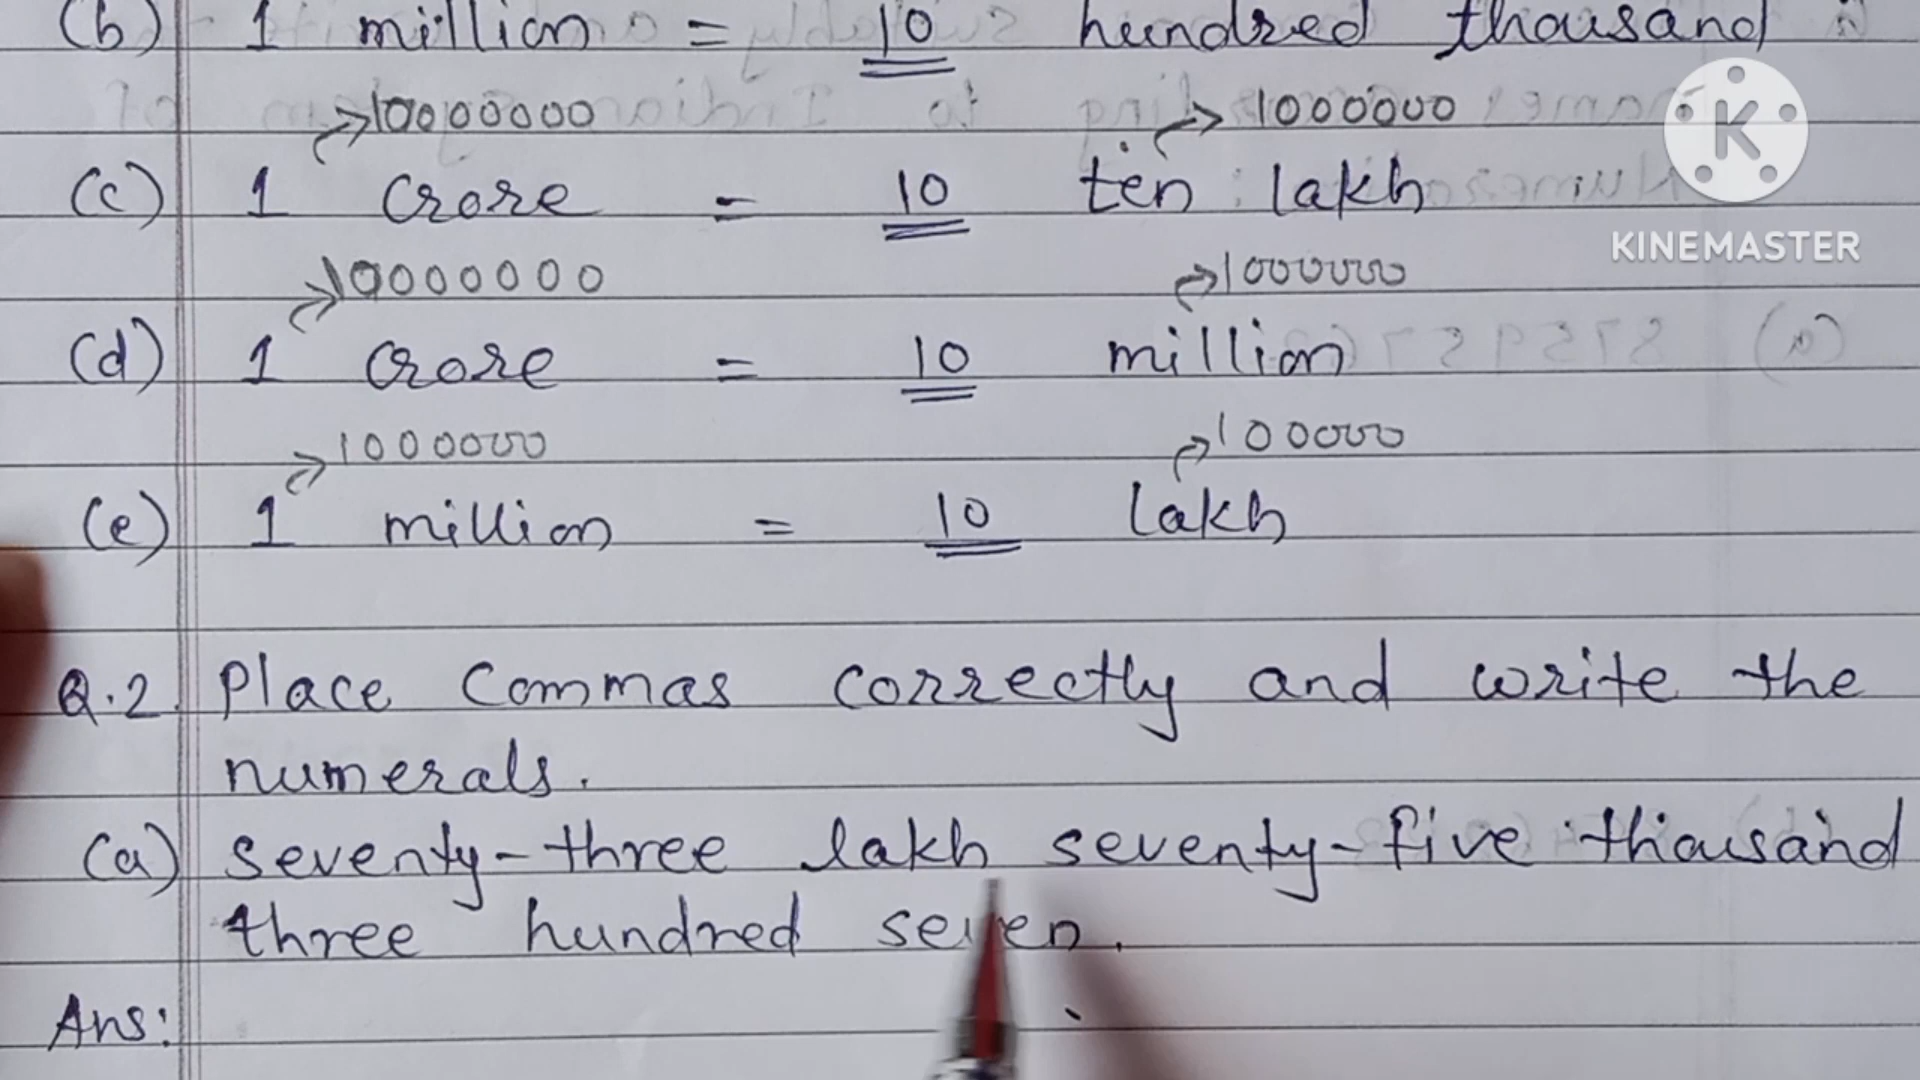 (b) 1 million = 10 hundred thousand
10000000 1000000
(c) 1 crore = 10 ten lakh
10000000 1000000
(d) 1 crore = 10 million
1000000 100000
(e) 1 million = 10 lakh
Q.2. Place commas correctly and write the
numerals.
(a) Seventy-three lakh seventy-five thousand
three hundred seven.
Ans:
KINEMASTER